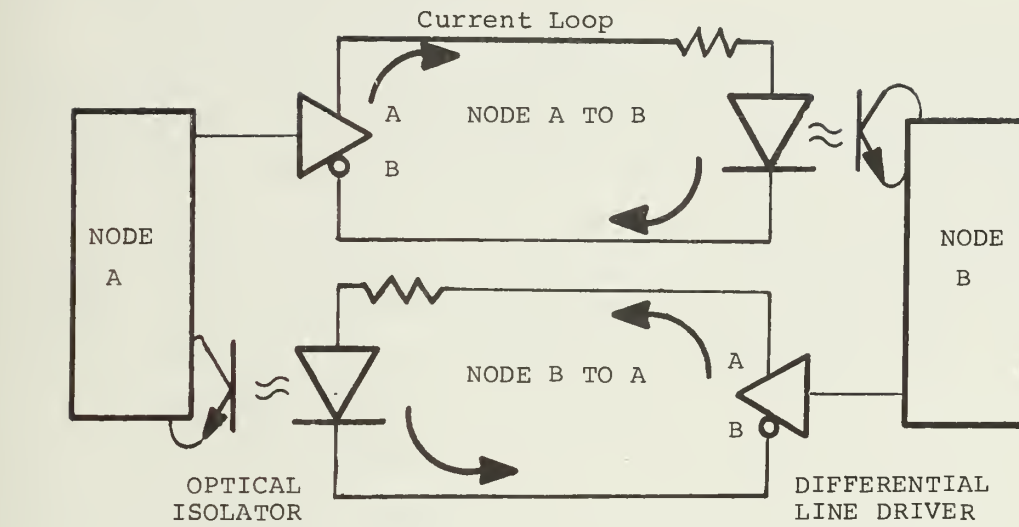 Current Loop
A
NODE A TO B
B
NODE
A
NODE
B
A
NODE B TO A
B
OPTICAL
ISOLATOR
DIFFERENTIAL
LINE DRIVER